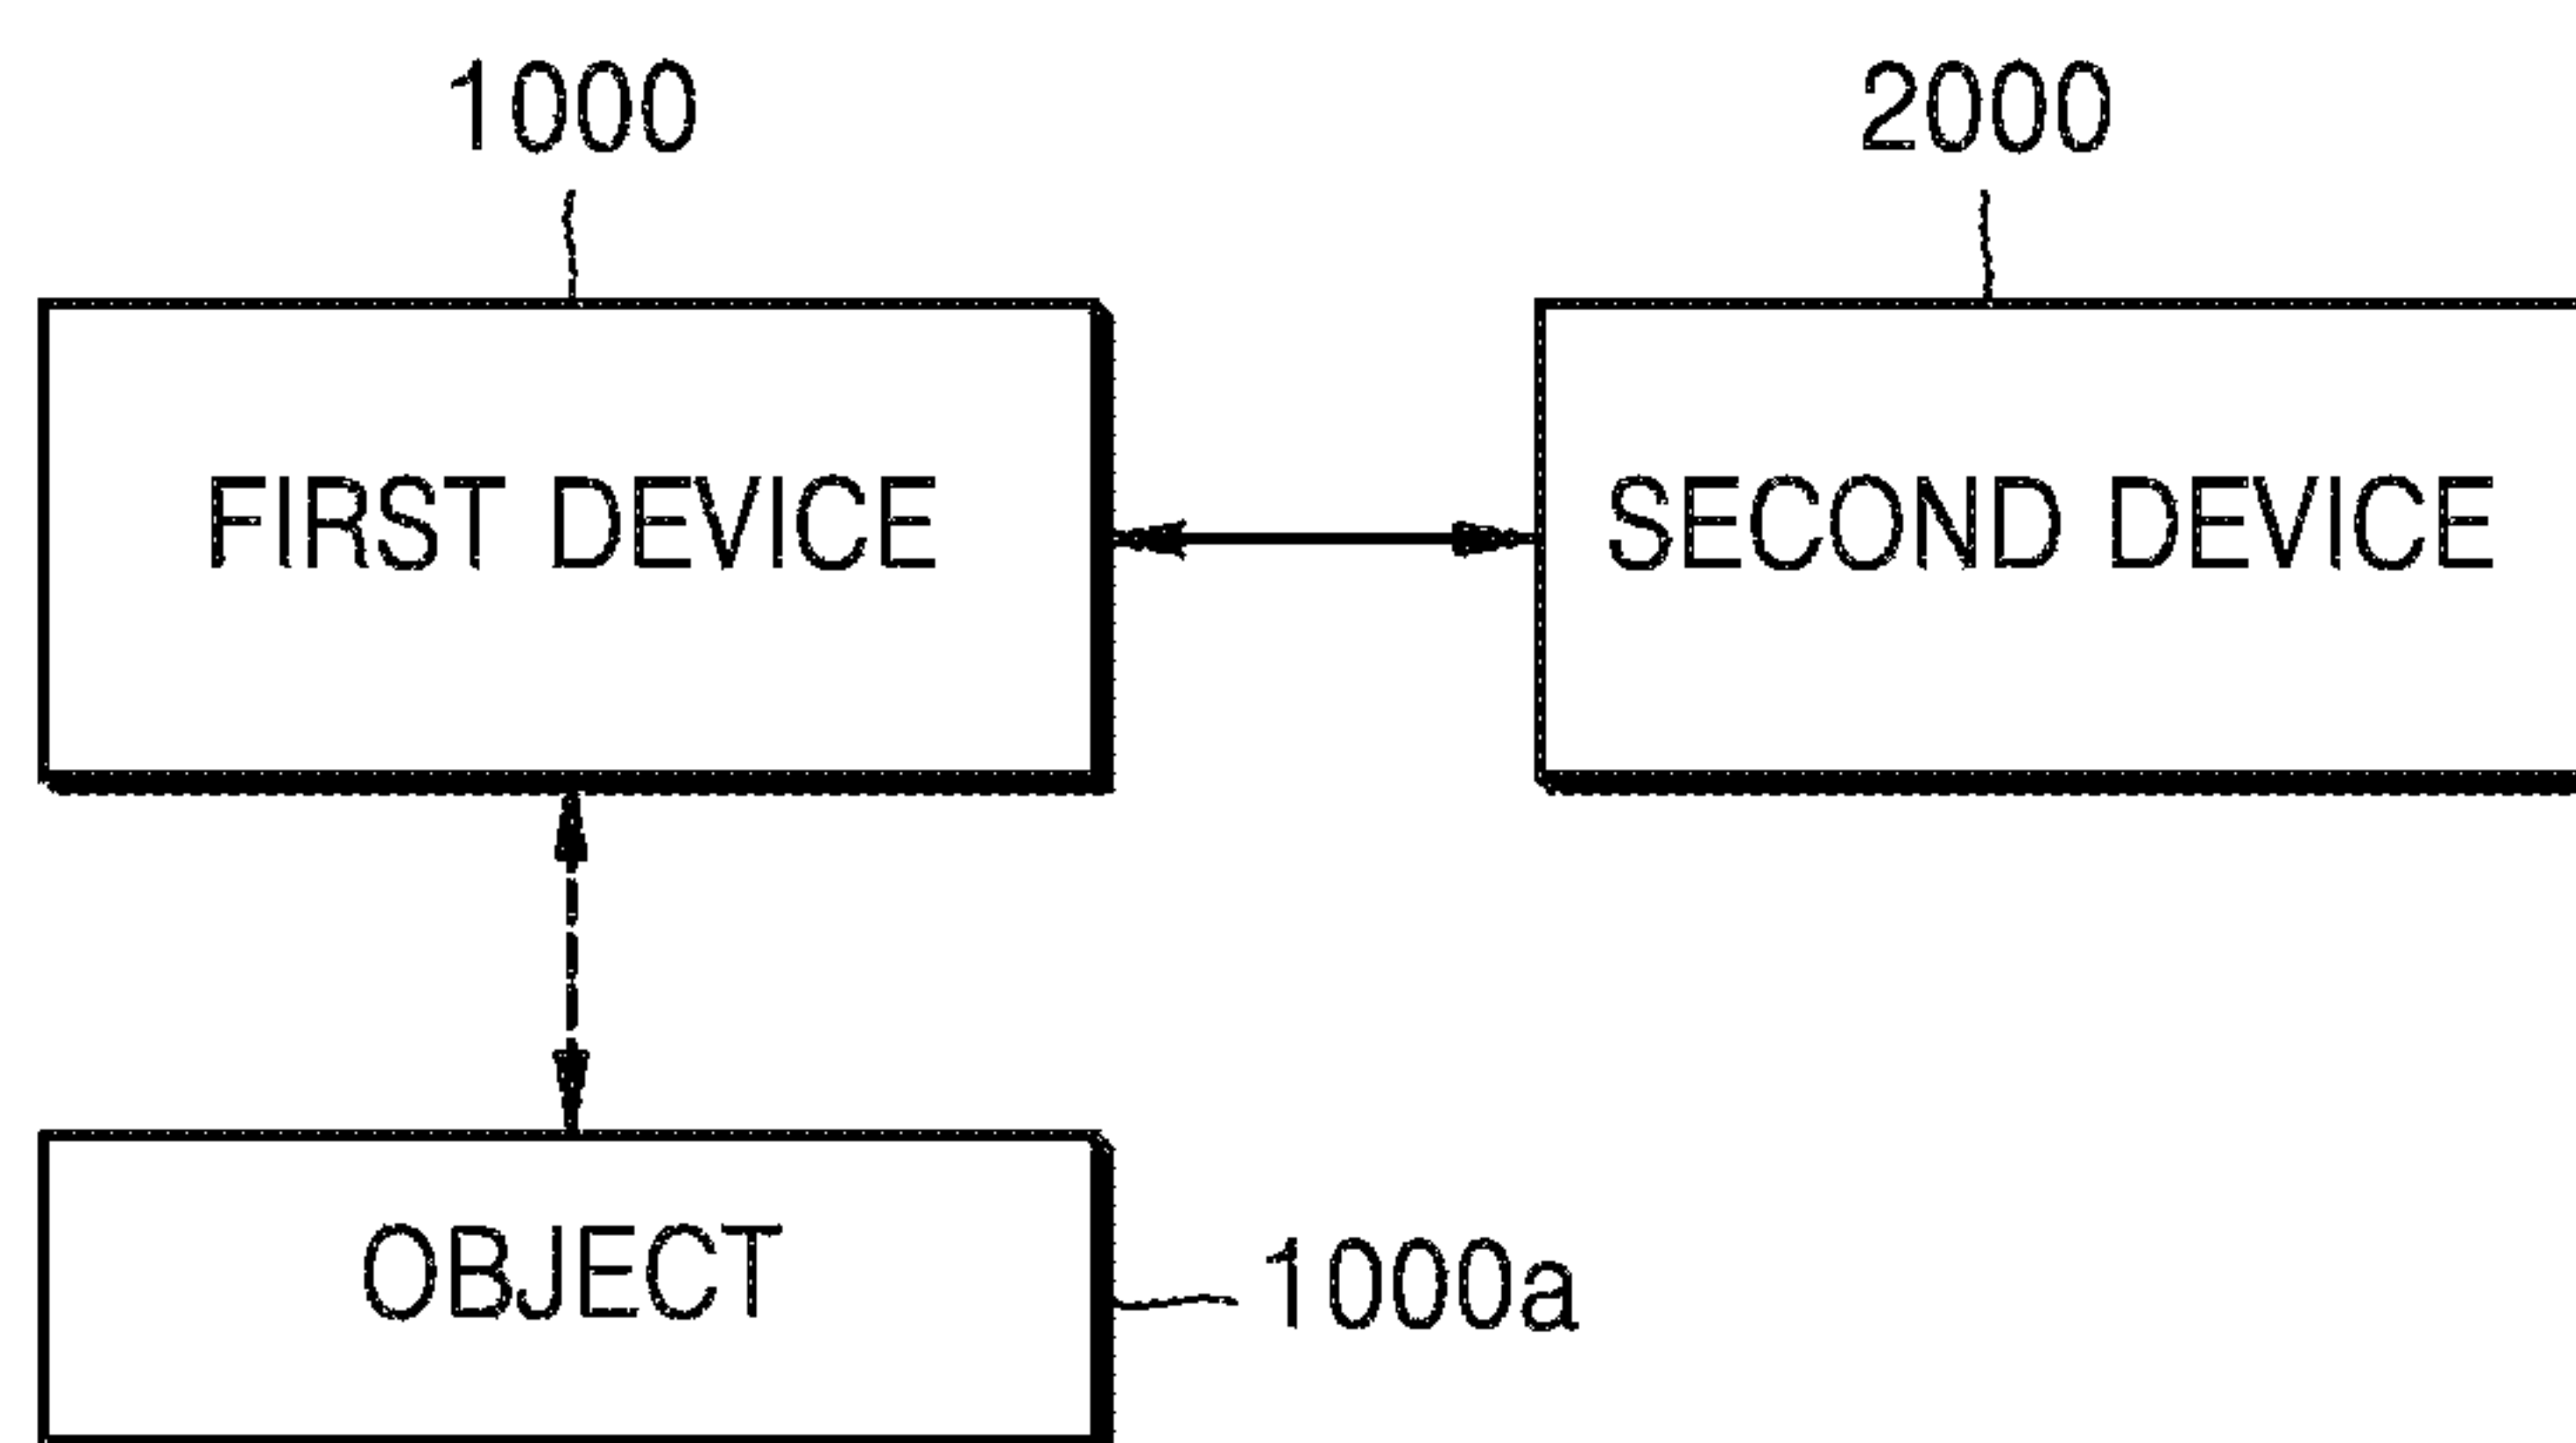 1000
2000
FIRST DEVICE
SECOND DEVICE
OBJECT
1000a